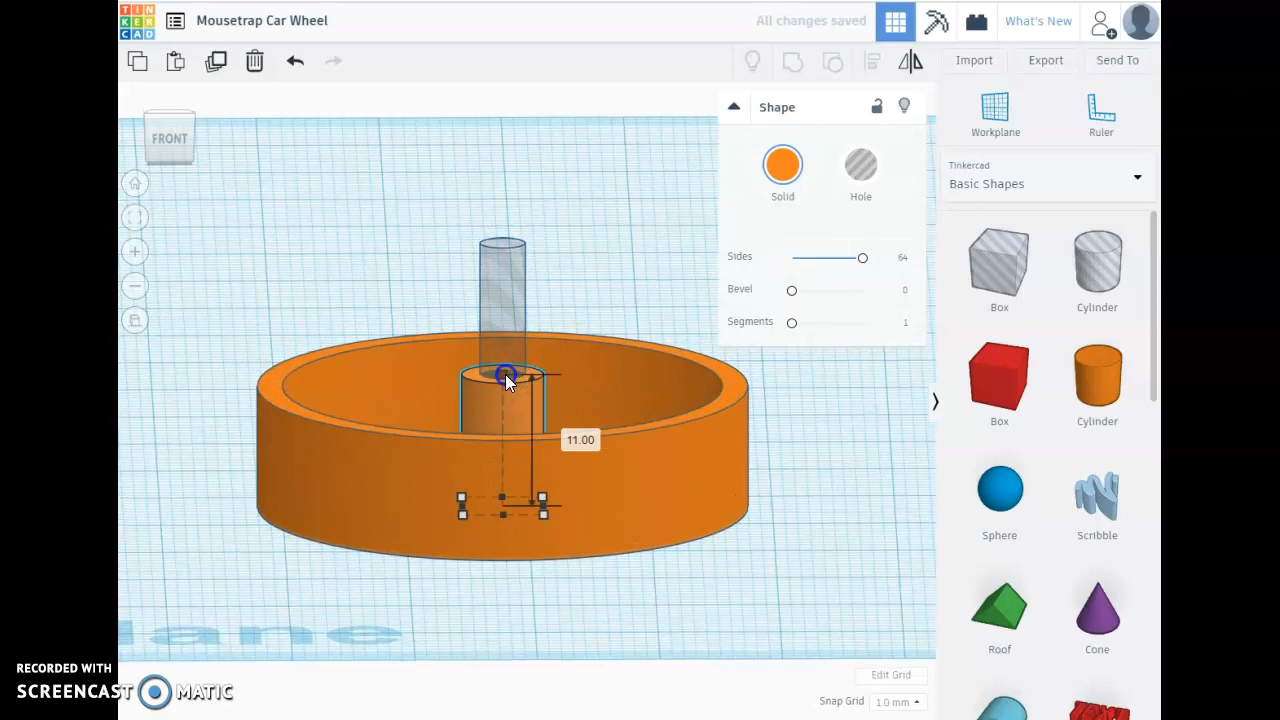 TIN
KER
CAD
Mousetrap Car Wheel
All changes saved
What's New
Import
Export
Send To
FRONT
Shape
Solid
Hole
Sides
64
Bevel
0
Segments
1
Workplane
Ruler
Tinkercad
Basic Shapes
Box
Cylinder
Box
Cylinder
Sphere
Scribble
Roof
Cone
11.00
ane
Edit Grid
Snap Grid
1.0 mm
RECORDED WITH
SCREENCAST MATIC